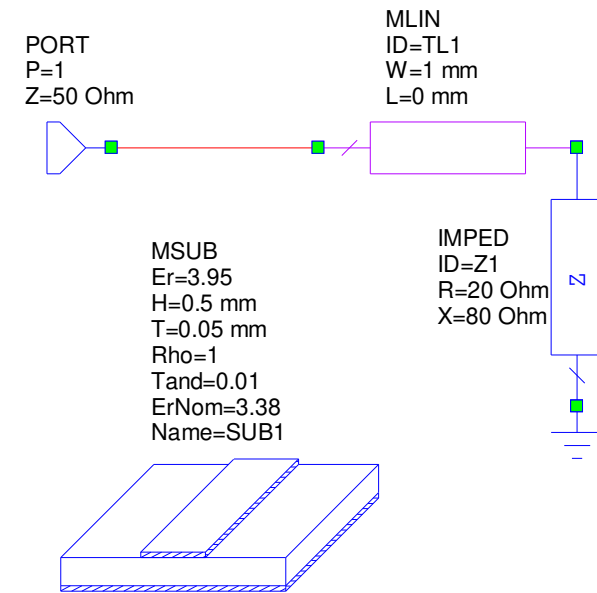 PORT
P=1
Z=50 Ohm
MLIN
ID=TL1
W=1 mm
L=0 mm
MSUB
Er=3.95
H=0.5 mm
T=0.05 mm
Rho=1
Tand=0.01
ErNom=3.38
Name=SUB1
IMPED
ID=Z1
R=20 Ohm
X=80 Ohm
Z